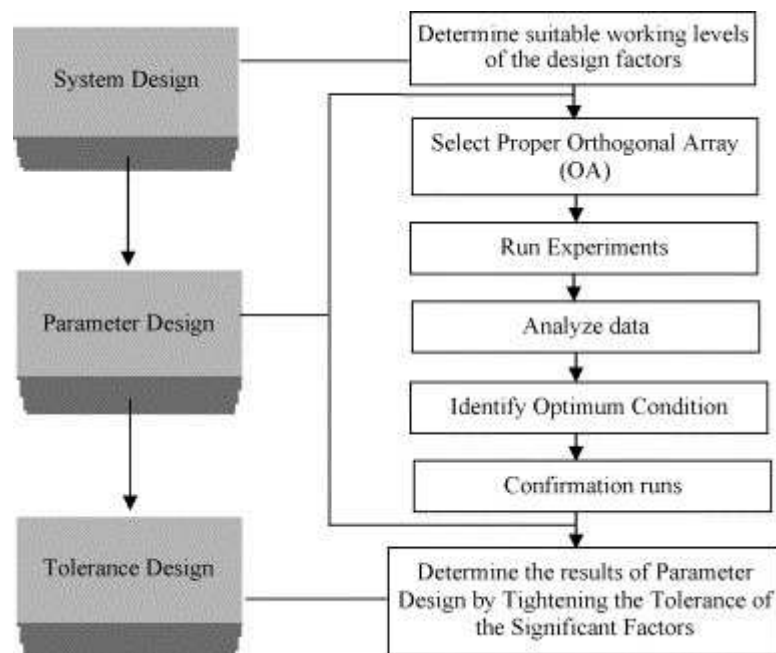 System Design
Parameter Design
Tolerance Design
Determine suitable working levels
of the design factors
Select Proper Orthogonal Array
(OA)
Run Experiments
Analyze data
Identify Optimum Condition
Confirmation runs
Determine the results of Parameter
Design by Tightening the Tolerance of
the Significant Factors